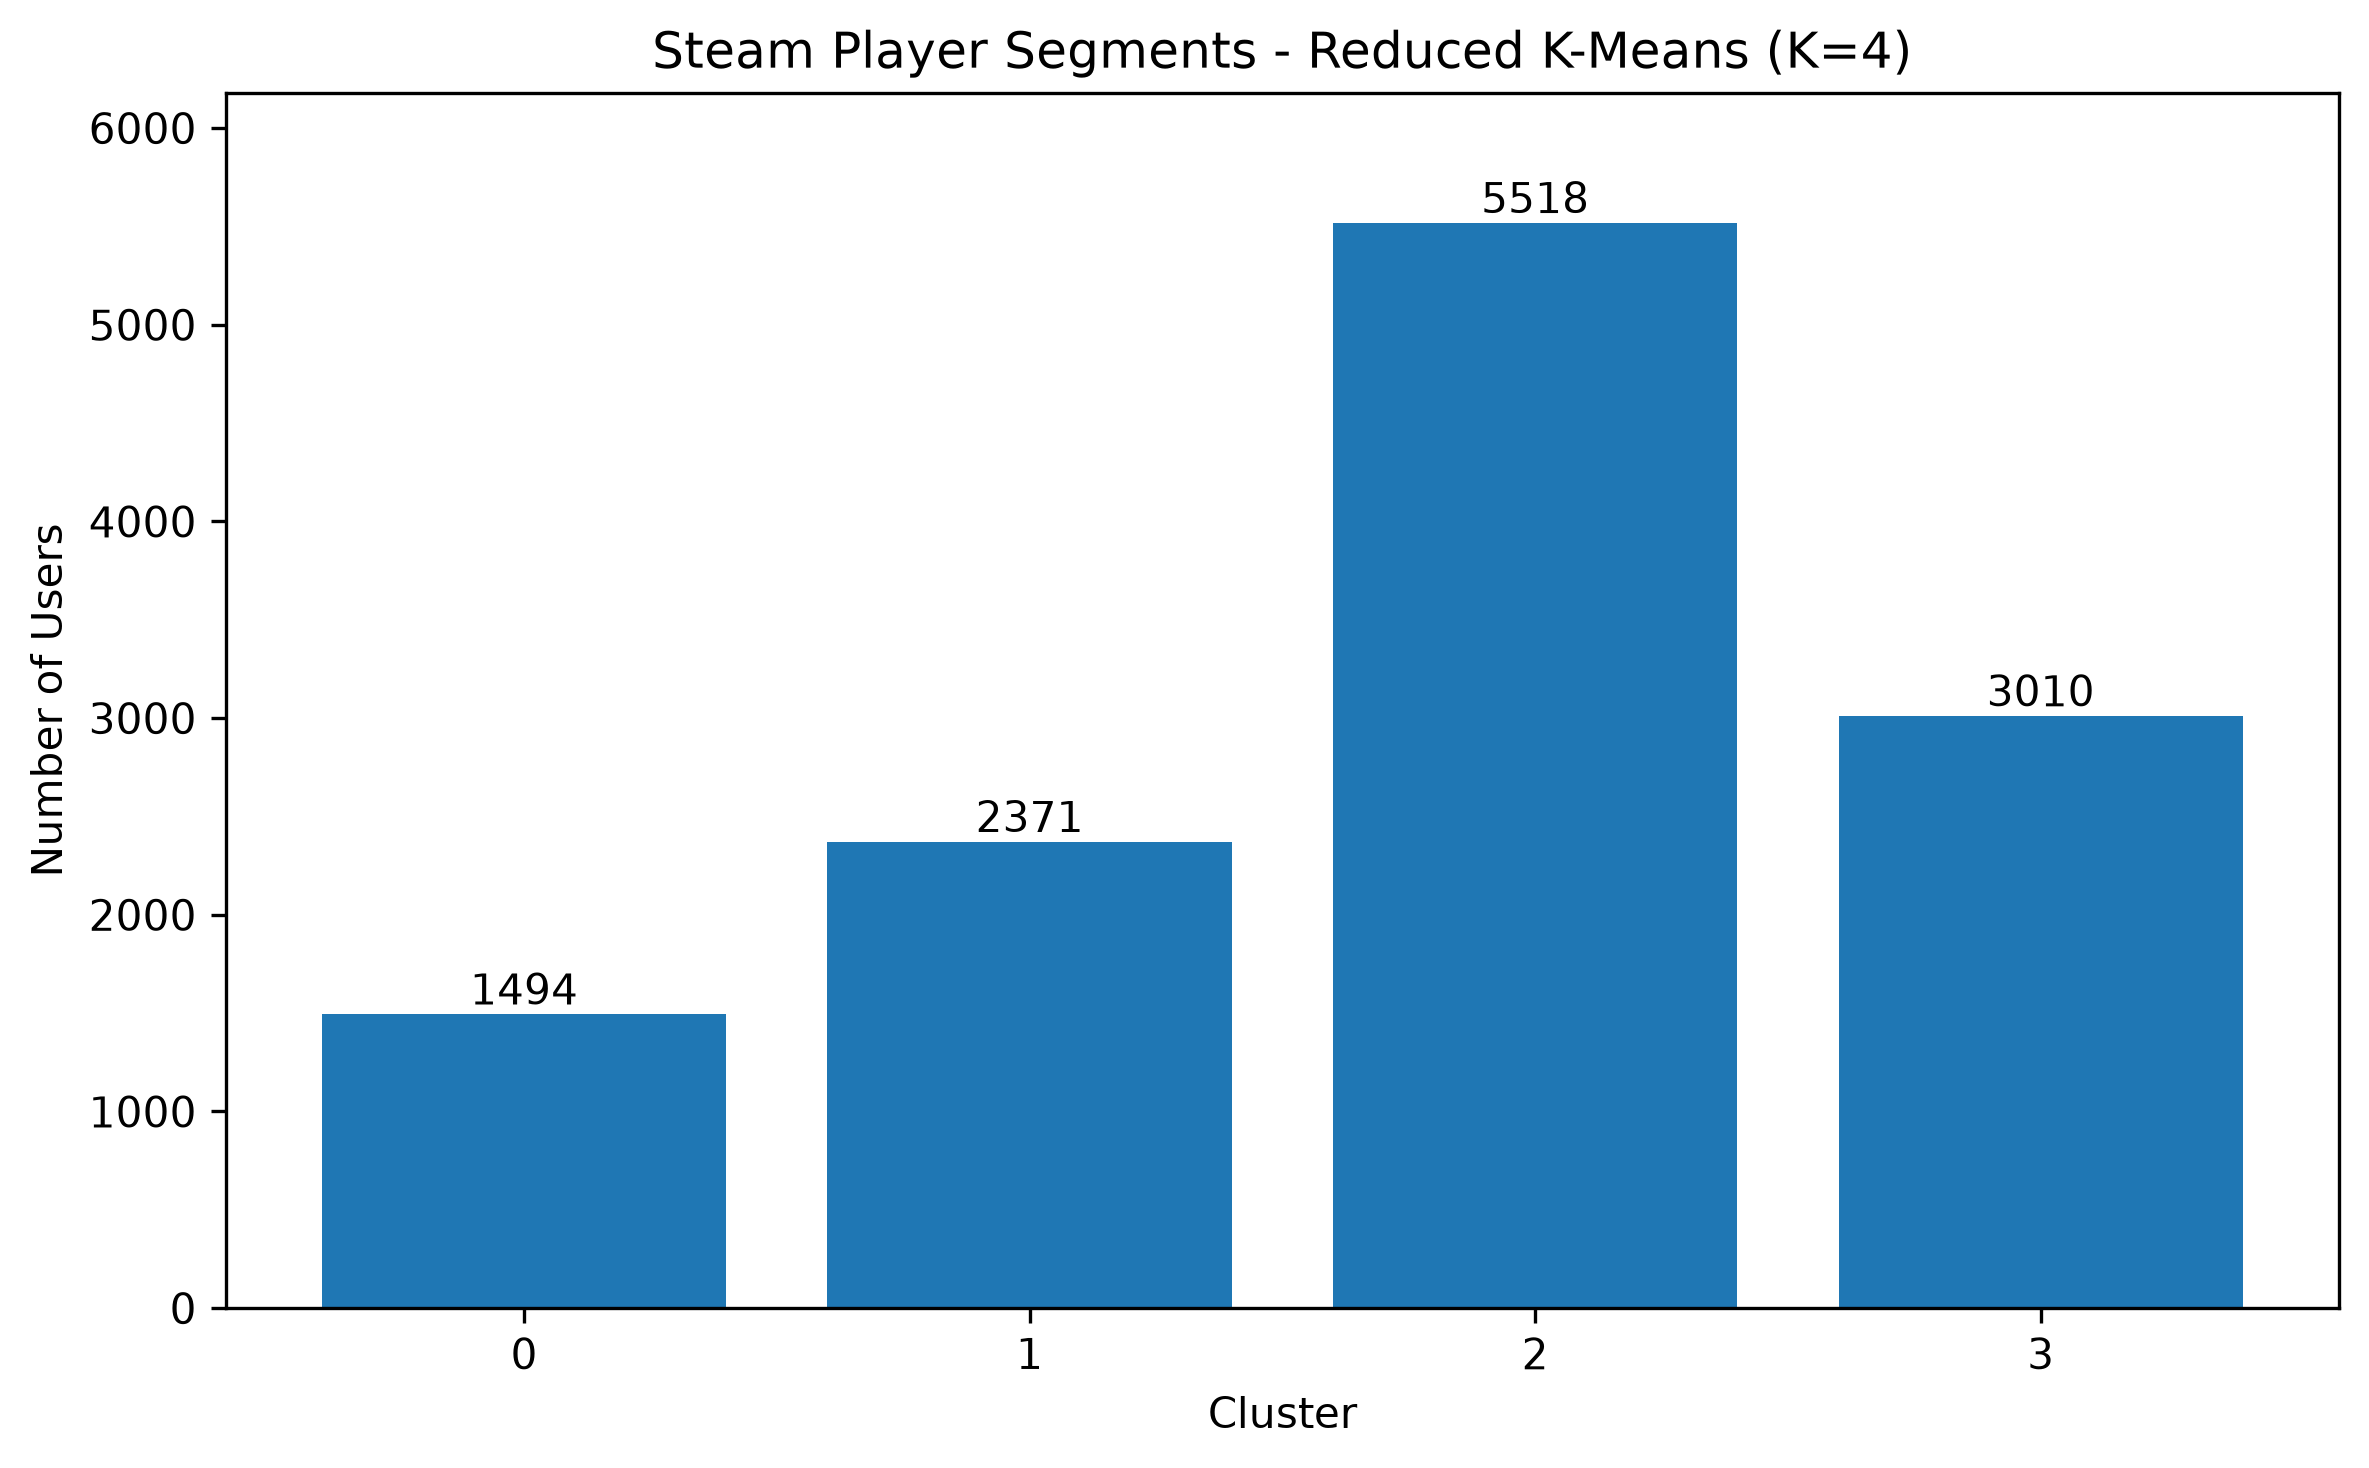 Steam Player Segments - Reduced K-Means (K=4)
6000
5000
4000
3000
2000
1000
0
Number of Users
1494
2371
5518
3010
0 1 2 3
Cluster